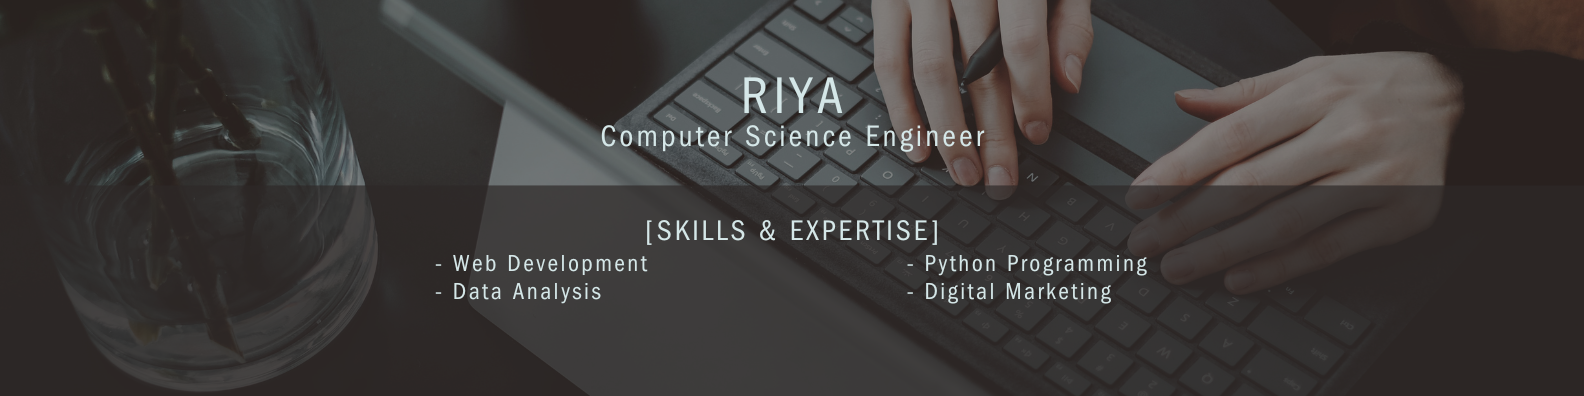 RIYA
Computer Science Engineer
[SKILLS & EXPERTISE]
- Web Development
- Data Analysis
- Python Programming
- Digital Marketing